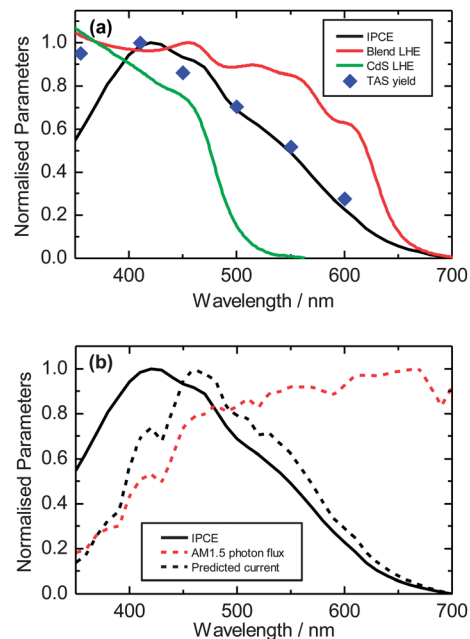 (a)
IPCE
Blend LHE
CdS LHE
TAS yield
Normalised Parameters
1.0
0.8
0.6
0.4
0.2
0.0
400
500
600
700
Wavelength / nm
(b)
IPCE
AM1.5 photon flux
Predicted current
Normalised Parameters
1.0
0.8
0.6
0.4
0.2
0.0
400
500
600
700
Wavelength / nm